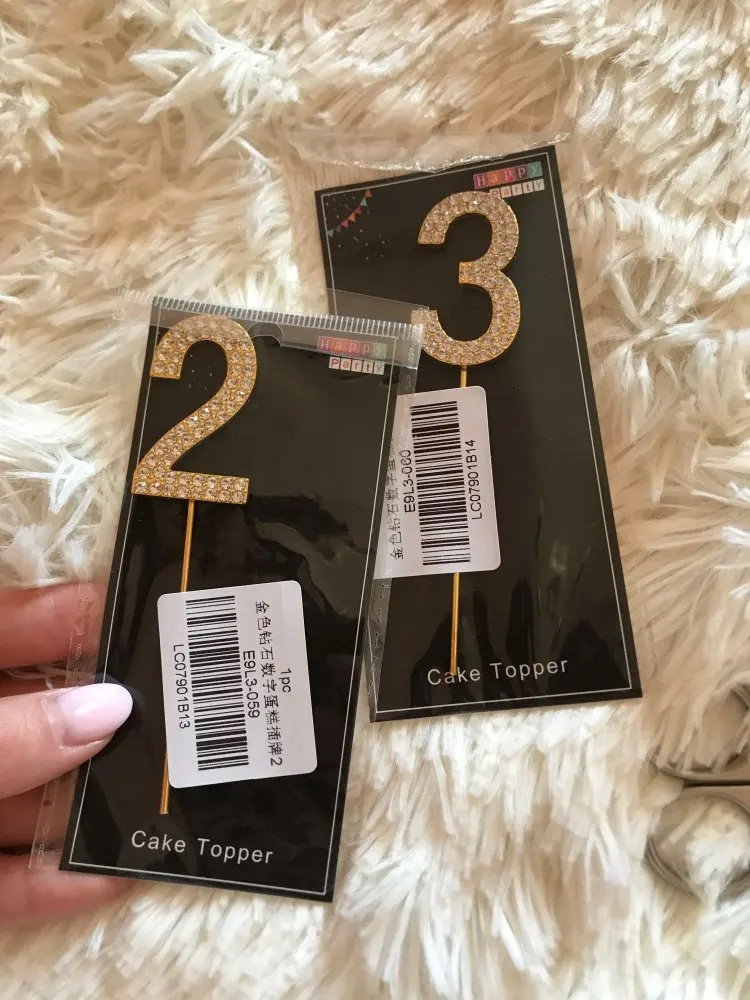 Happy
Party
3
金色钻石数字蛋糕
E9L3-060
LC07901B14
Cake Topper
Happy
Party
2
1pc
金色钻石数字蛋糕插牌2
E9L3-059
LC07901B13
Cake Topper